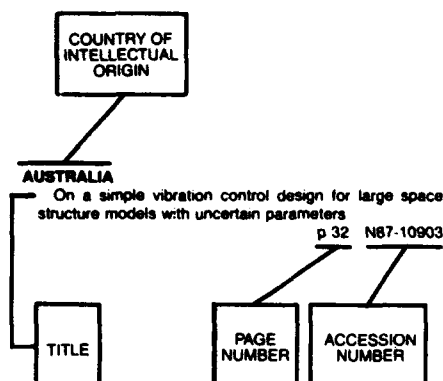 COUNTRY OF
INTELLECTUAL
ORIGIN
AUSTRALIA
On a simple vibration control design for large space
structure models with uncertain parameters
p 32 N87-10903
TITLE
PAGE
NUMBER
ACCESSION
NUMBER